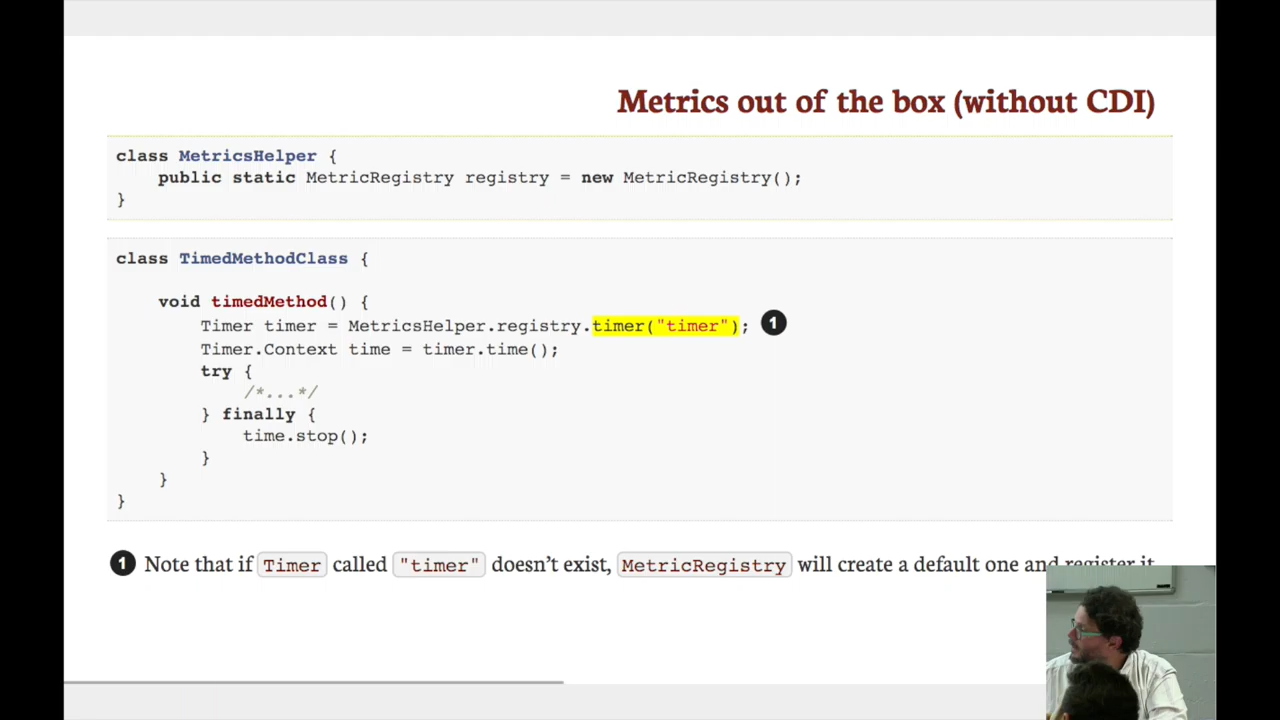 Metrics out of the box (without CDI)
class MetricsHelper {
public static MetricRegistry registry = new MetricRegistry();
}
class TimedMethodClass {
void timedMethod() {
Timer timer = MetricsHelper.registry.timer("timer"); 1
Timer.Context time = timer.time();
try {
/*...*/
} finally {
time.stop();
}
}
}
1 Note that if Timer called "timer" doesn't exist, MetricRegistry will create a default one and register it